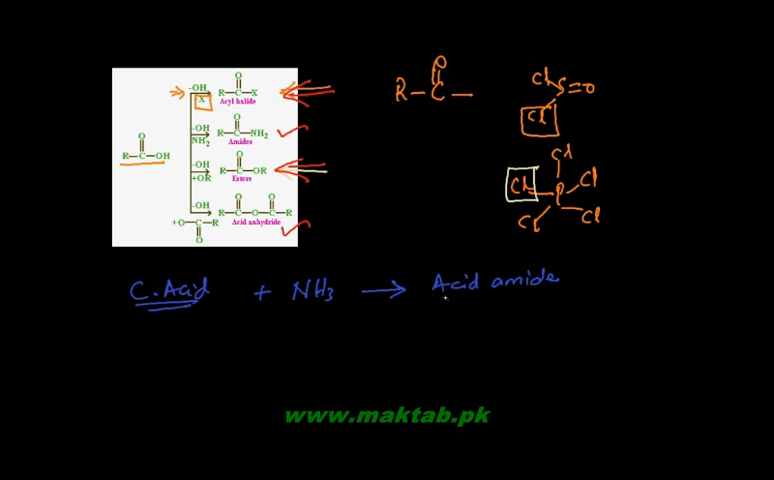 -OH
X
R-C-X
O
Acyl halide
-OH
NH2
R-C-NH2
O
Amides
R-C-OH
O
-OH
+OR
R-C-OR
O
Esters
-OH
+O-C-R
O
R-C-O-C-R
O O
Acid anhydride
O
R-C-
Cl
S=O
Cl
Cl
Cl P Cl
Cl Cl
C.Acid + NH3 → Acid amide
www.maktab.pk